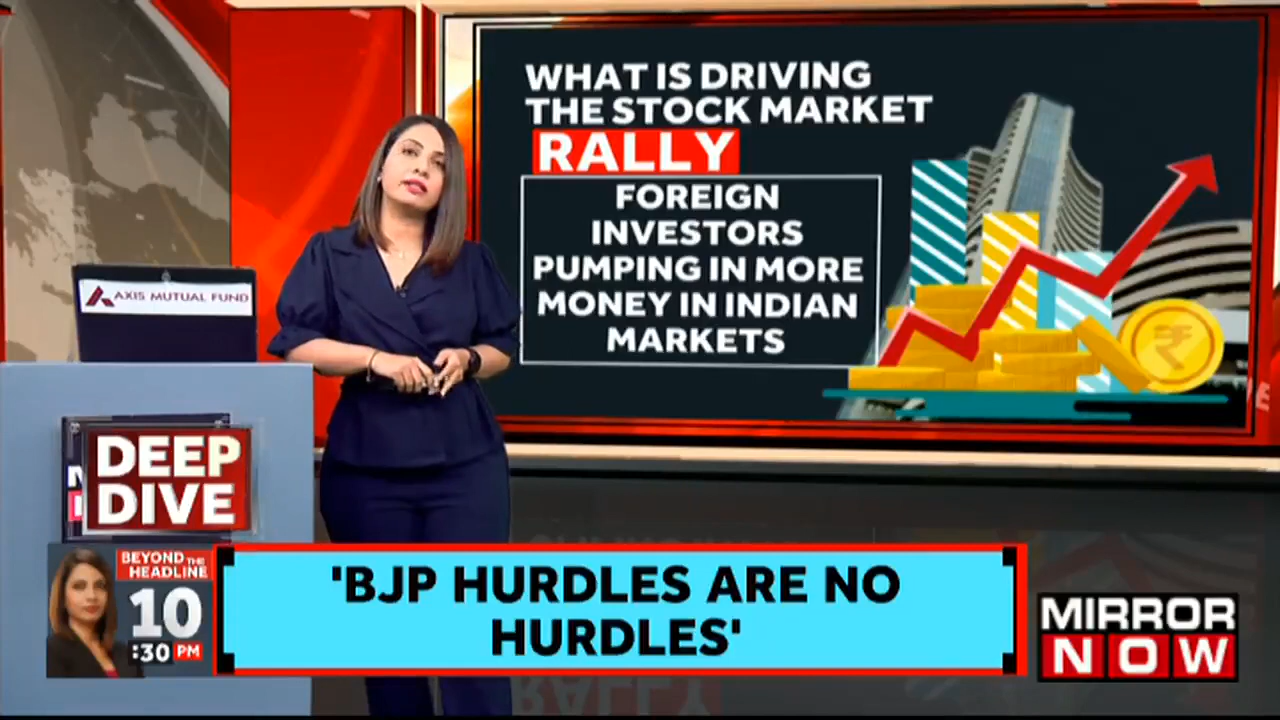 WHAT IS DRIVING
THE STOCK MARKET
RALLY
FOREIGN
INVESTORS
PUMPING IN MORE
MONEY IN INDIAN
MARKETS
AXIS MUTUAL FUND
DEEP
DIVE
BEYOND THE
HEADLINE
10
:30 PM
'BJP HURDLES ARE NO
HURDLES'
MIRROR
NOW
RALLY